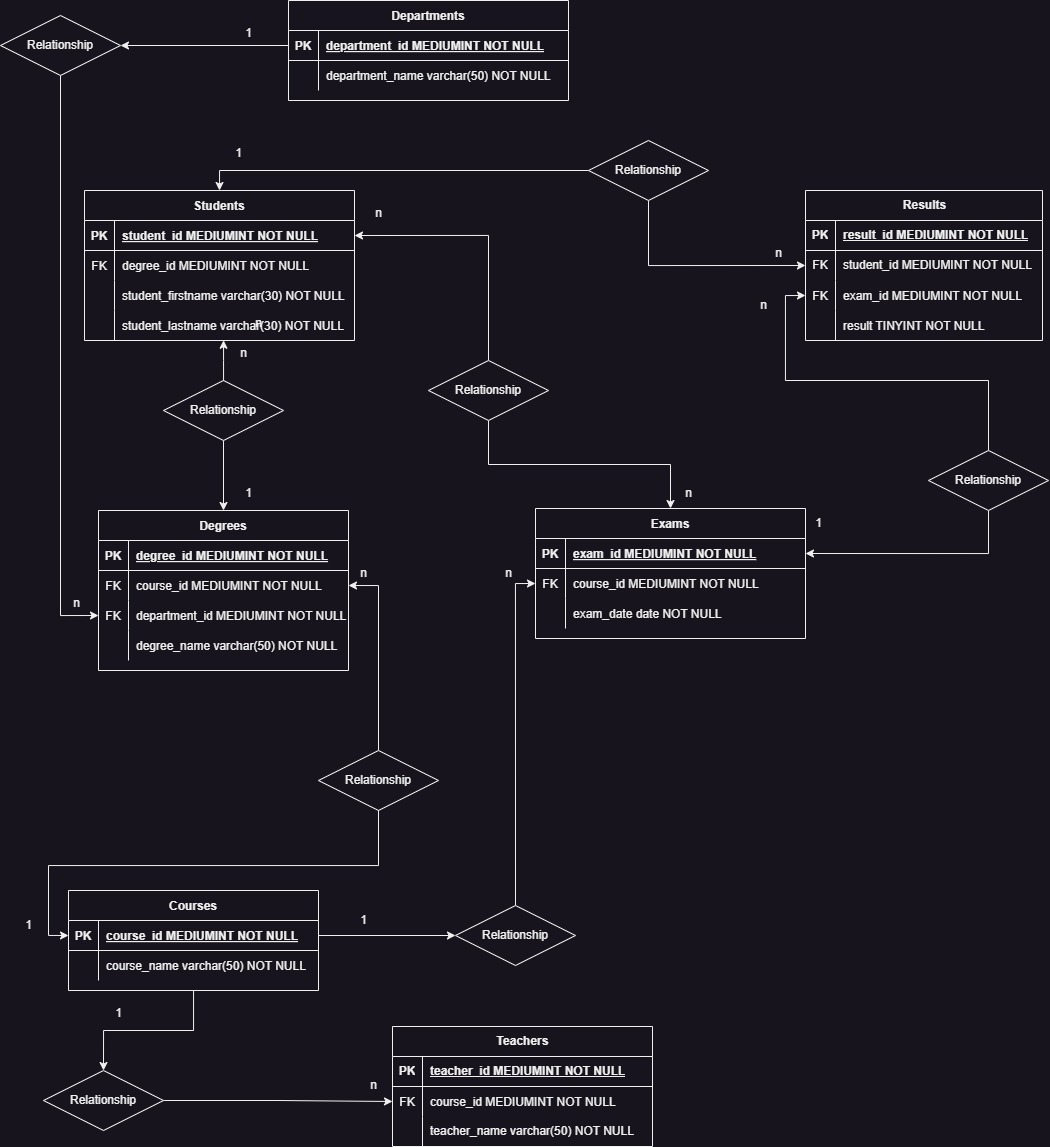 Departments
1
Relationship
PK department_id MEDIUMINT NOT NULL
department_name varchar(50) NOT NULL
1
Relationship
Students
n
Results
PK student_id MEDIUMINT NOT NULL
PK result_id MEDIUMINT NOT NULL
n
FK degree_id MEDIUMINT NOT NULL
FK student_id MEDIUMINT NOT NULL
student_firstname varchar(30) NOT NULL
n
FK exam_id MEDIUMINT NOT NULL
student_lastname varchar(30) NOT NULL
n
result TINYINT NOT NULL
n
Relationship
Relationship
Relationship
1
n
Degrees
Exams
1
PK degree_id MEDIUMINT NOT NULL
PK exam_id MEDIUMINT NOT NULL
n
n
FK course_id MEDIUMINT NOT NULL
FK course_id MEDIUMINT NOT NULL
n
FK department_id MEDIUMINT NOT NULL
exam_date date NOT NULL
degree_name varchar(50) NOT NULL
Relationship
Courses
1
1
PK course_id MEDIUMINT NOT NULL
Relationship
course_name varchar(50) NOT NULL
1
Teachers
PK teacher_id MEDIUMINT NOT NULL
n
Relationship
FK course_id MEDIUMINT NOT NULL
teacher_name varchar(50) NOT NULL